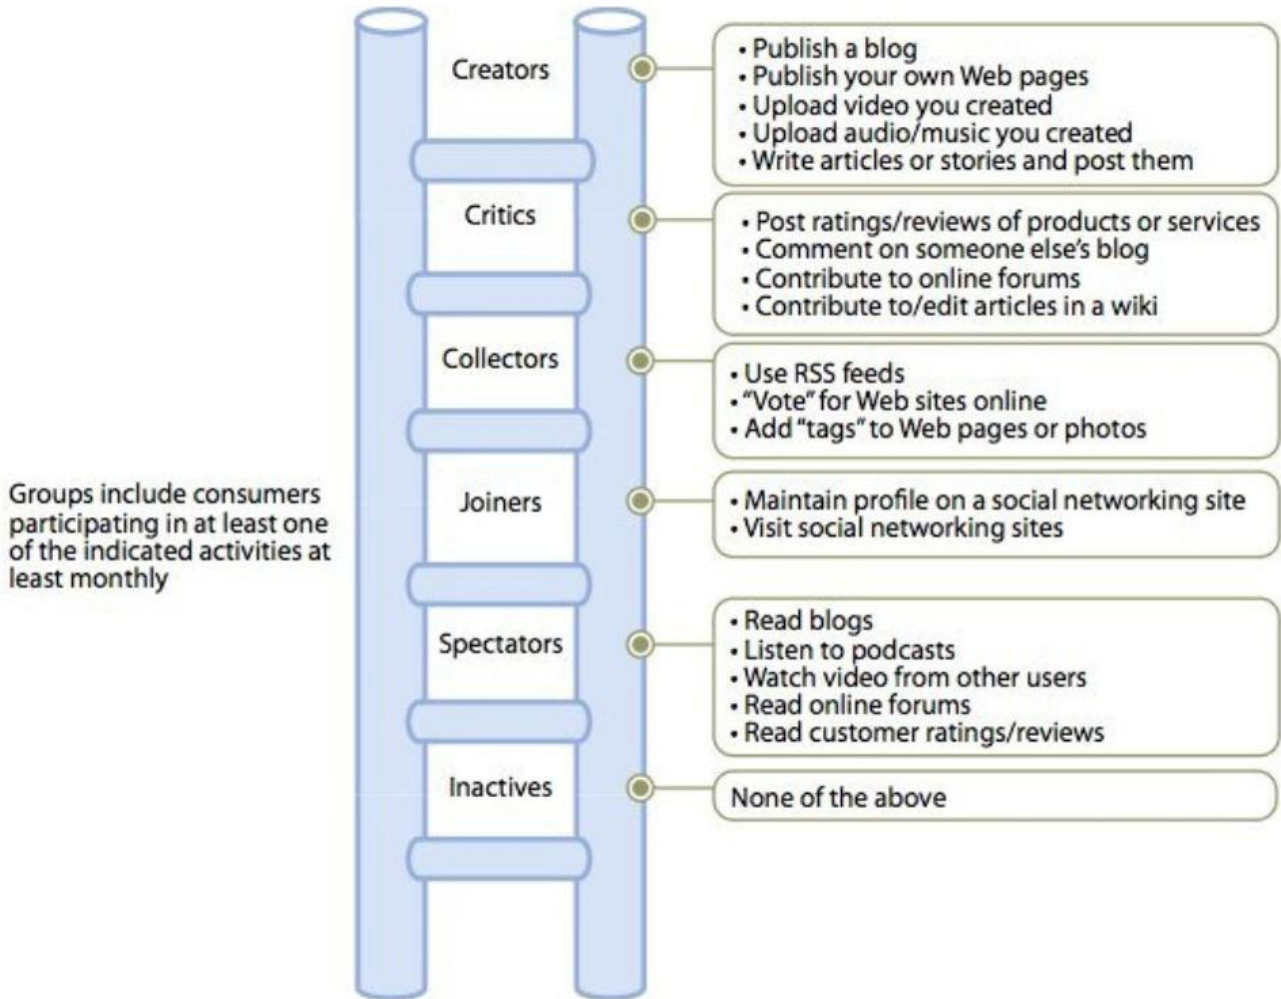 Creators
• Publish a blog
• Publish your own Web pages
• Upload video you created
• Upload audio/music you created
• Write articles or stories and post them
Critics
• Post ratings/reviews of products or services
• Comment on someone else's blog
• Contribute to online forums
• Contribute to/edit articles in a wiki
Collectors
• Use RSS feeds
• “Vote” for Web sites online
• Add “tags” to Web pages or photos
Groups include consumers
participating in at least one
of the indicated activities at
least monthly
Joiners
• Maintain profile on a social networking site
• Visit social networking sites
Spectators
• Read blogs
• Listen to podcasts
• Watch video from other users
• Read online forums
• Read customer ratings/reviews
Inactives
None of the above